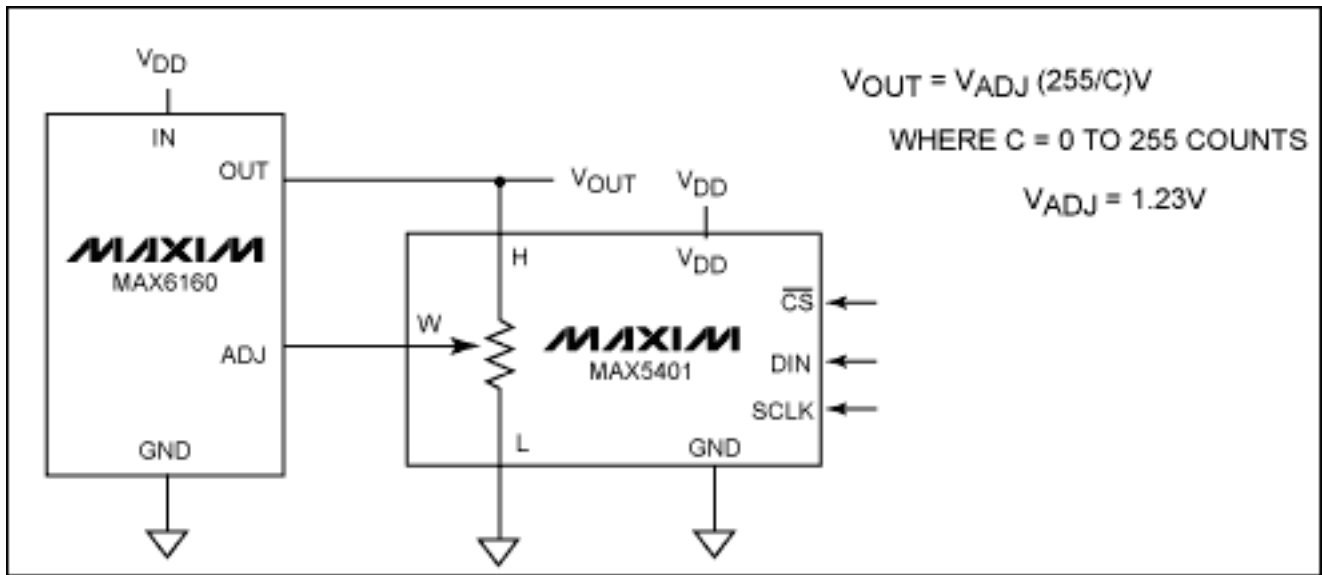 VDD
IN
OUT
MAXIM
MAX6160
ADJ
GND
VOUT
VDD
H
VDD
W
MAXIM
MAX5401
CS
DIN
SCLK
L
GND
VOUT = VADJ (255/C)V
WHERE C = 0 TO 255 COUNTS
VADJ = 1.23V